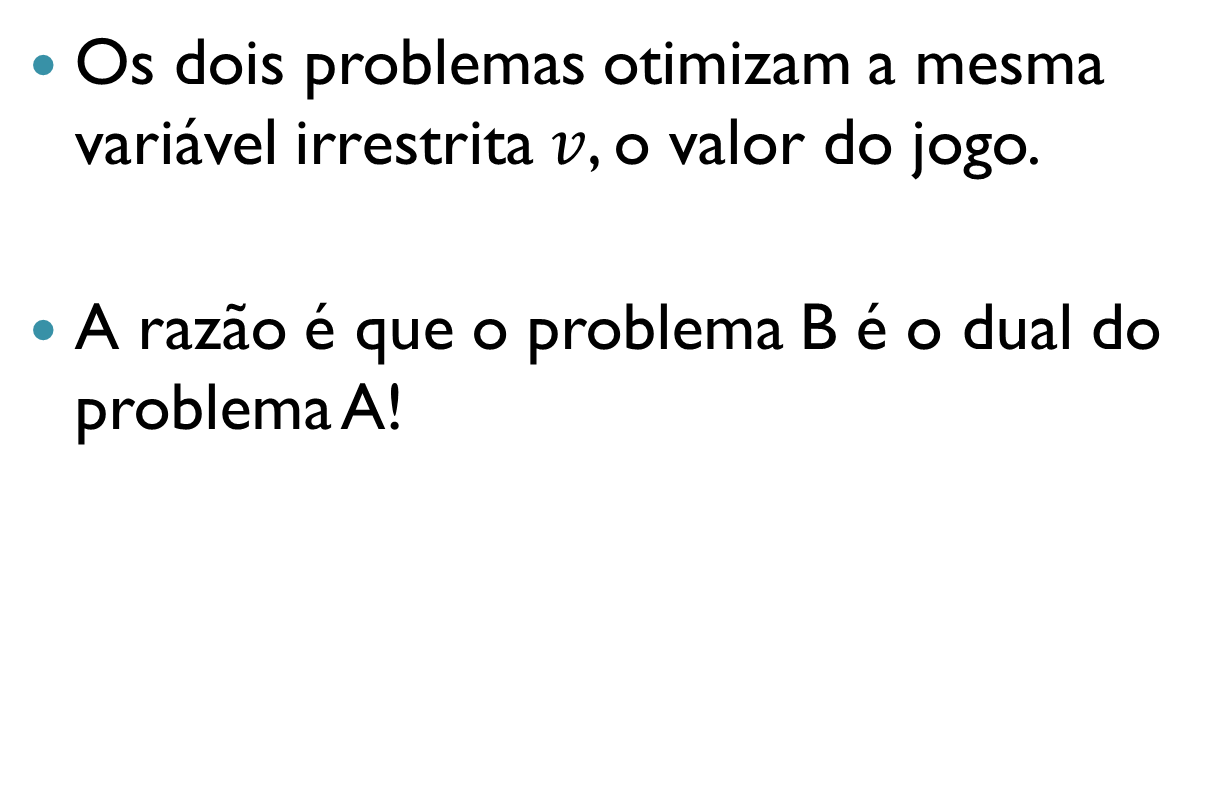 • Os dois problemas otimizam a mesma
variável irrestrita 𝑣, o valor do jogo.
• A razão é que o problema B é o dual do
problema A!